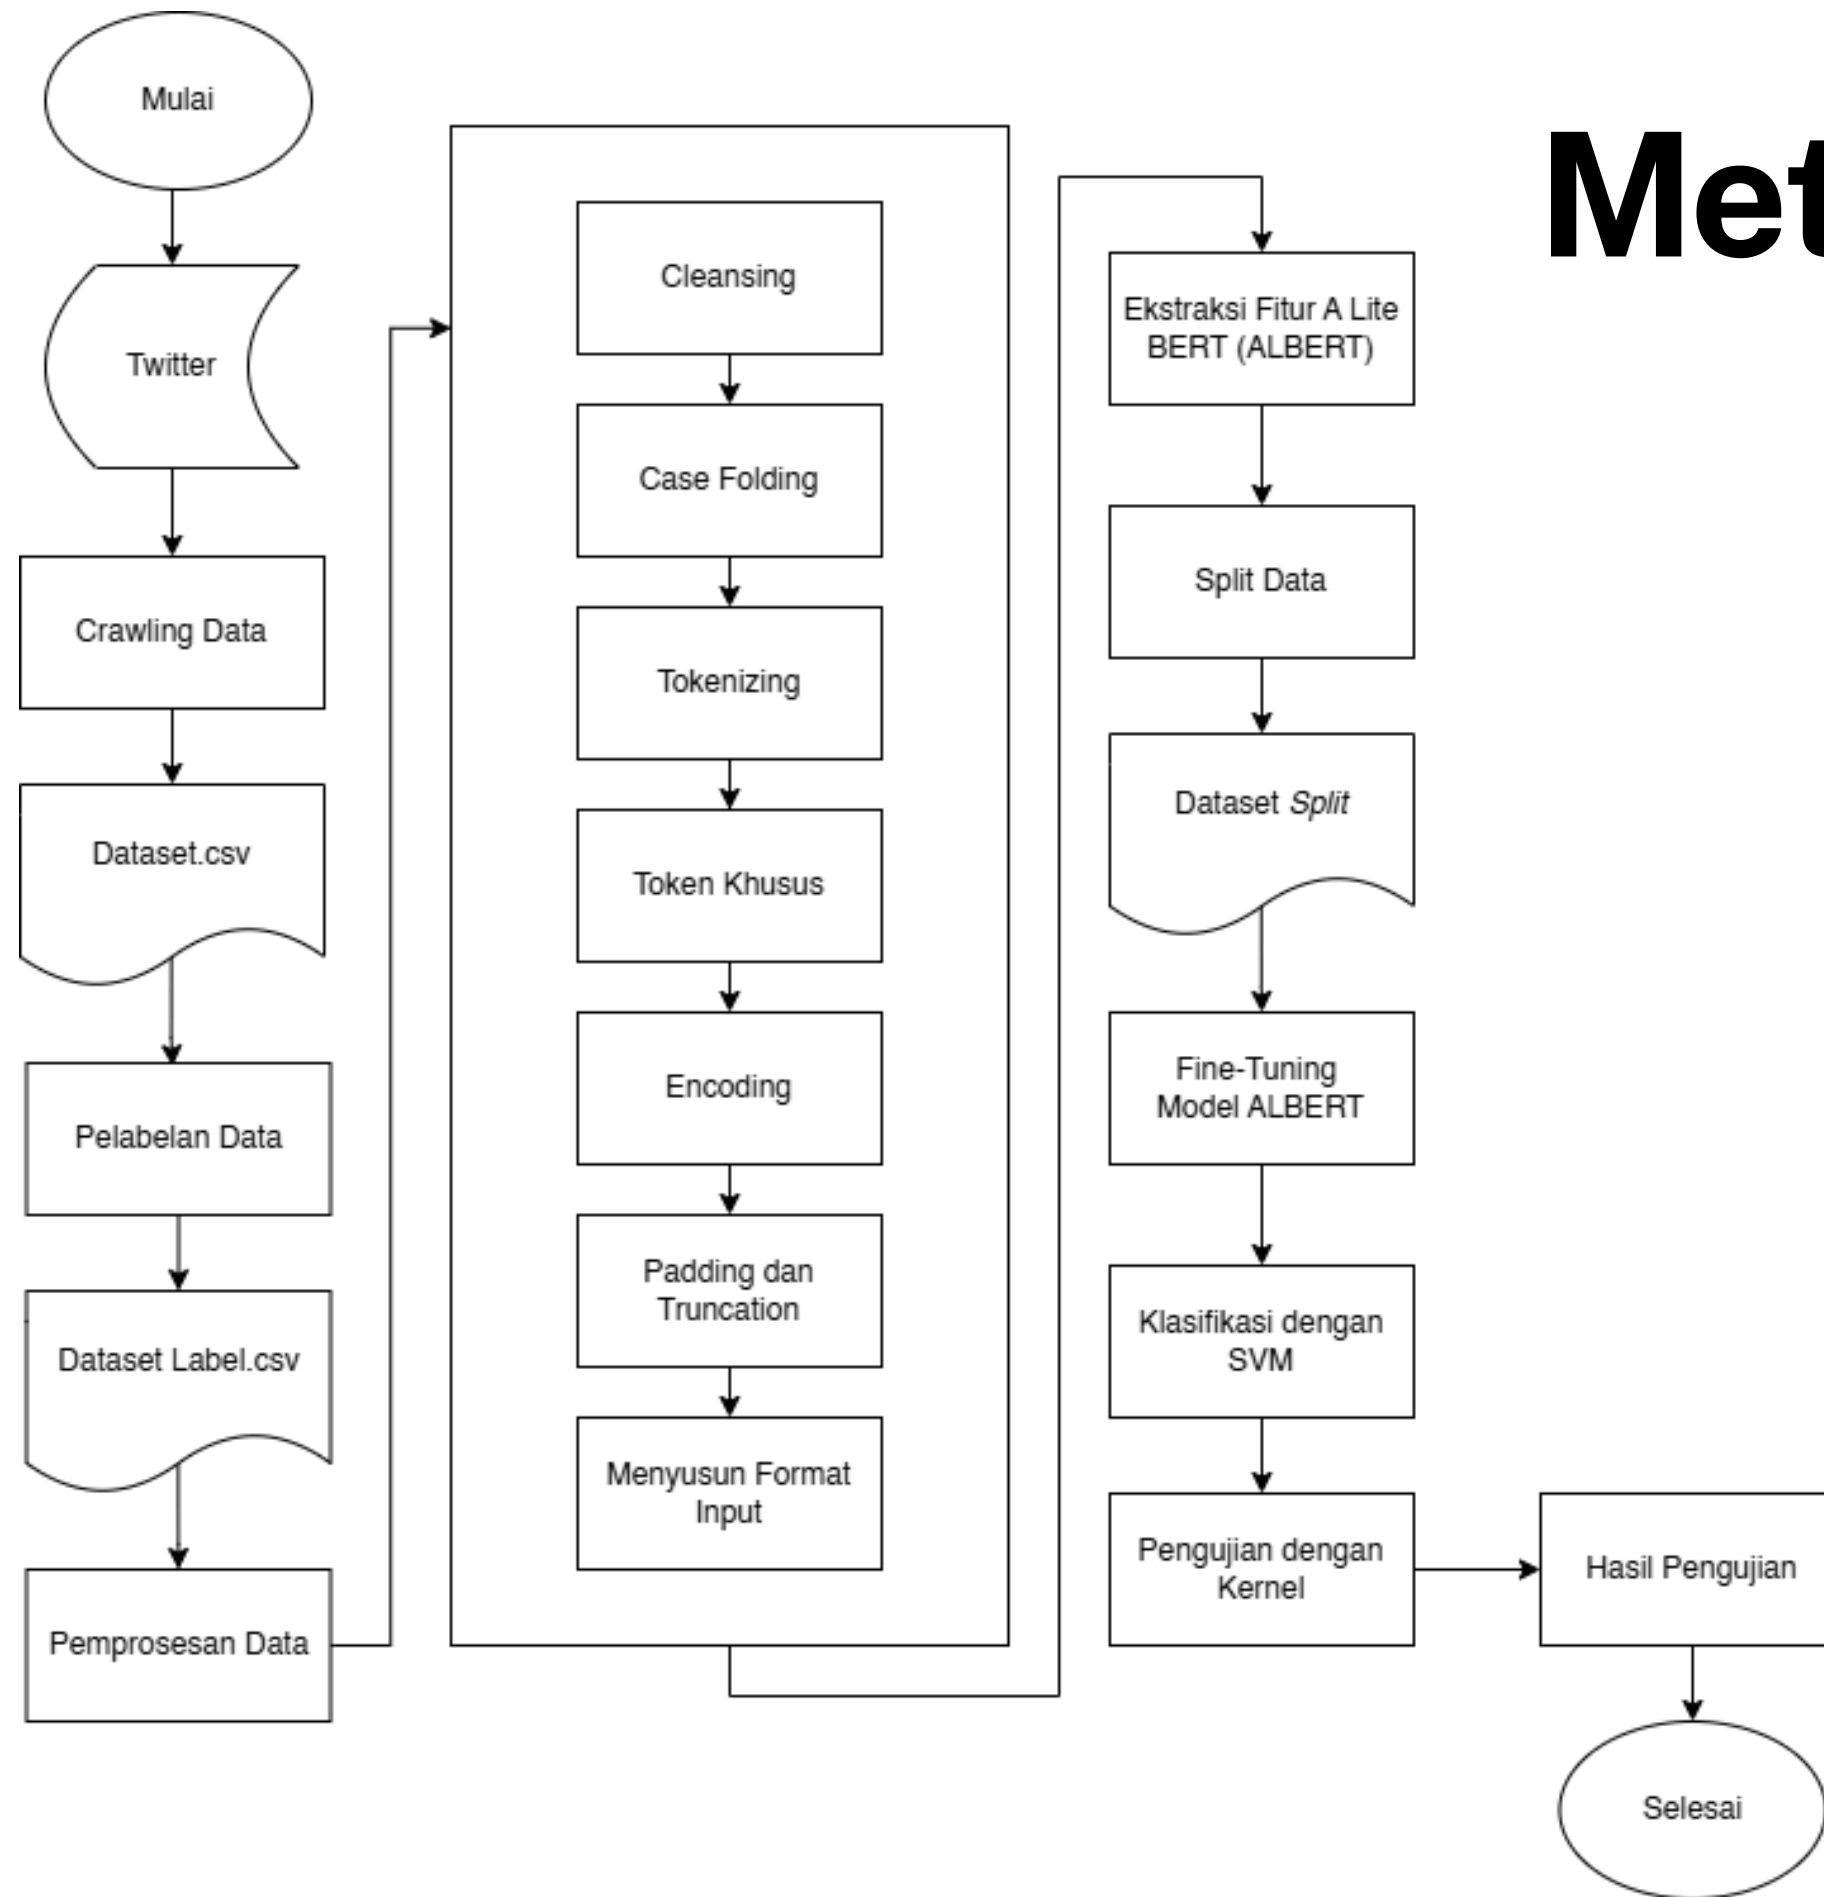 Mulai
Twitter
Crawling Data
Dataset.csv
Pelabelan Data
Dataset Label.csv
Pemprosesan Data
Cleansing
Case Folding
Tokenizing
Token Khusus
Encoding
Padding dan
Truncation
Menyusun Format
Input
Ekstraksi Fitur A Lite
BERT (ALBERT)
Split Data
Dataset Split
Fine-Tuning
Model ALBERT
Klasifikasi dengan
SVM
Pengujian dengan
Kernel
Hasil Pengujian
Selesai
Met